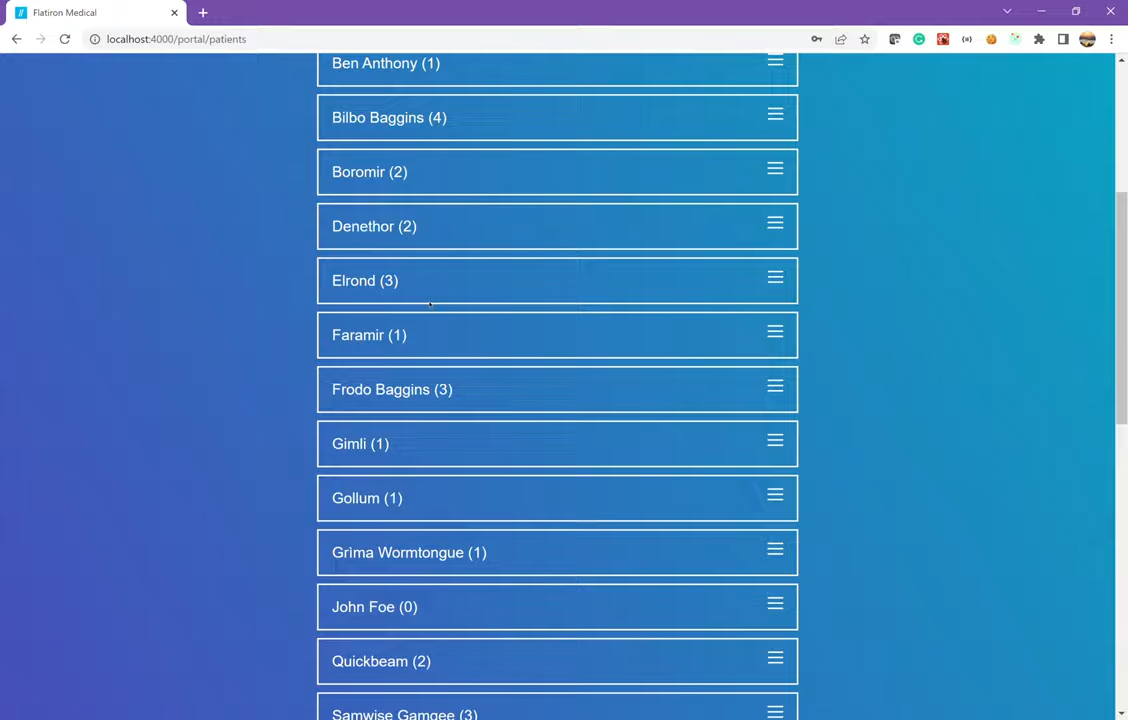 Flatiron Medical
localhost:4000/portal/patients
Ben Anthony (1)
Bilbo Baggins (4)
Boromir (2)
Denethor (2)
Elrond (3)
Faramir (1)
Frodo Baggins (3)
Gimli (1)
Gollum (1)
Grìma Wormtongue (1)
John Foe (0)
Quickbeam (2)
Samwise Gamgee (3)